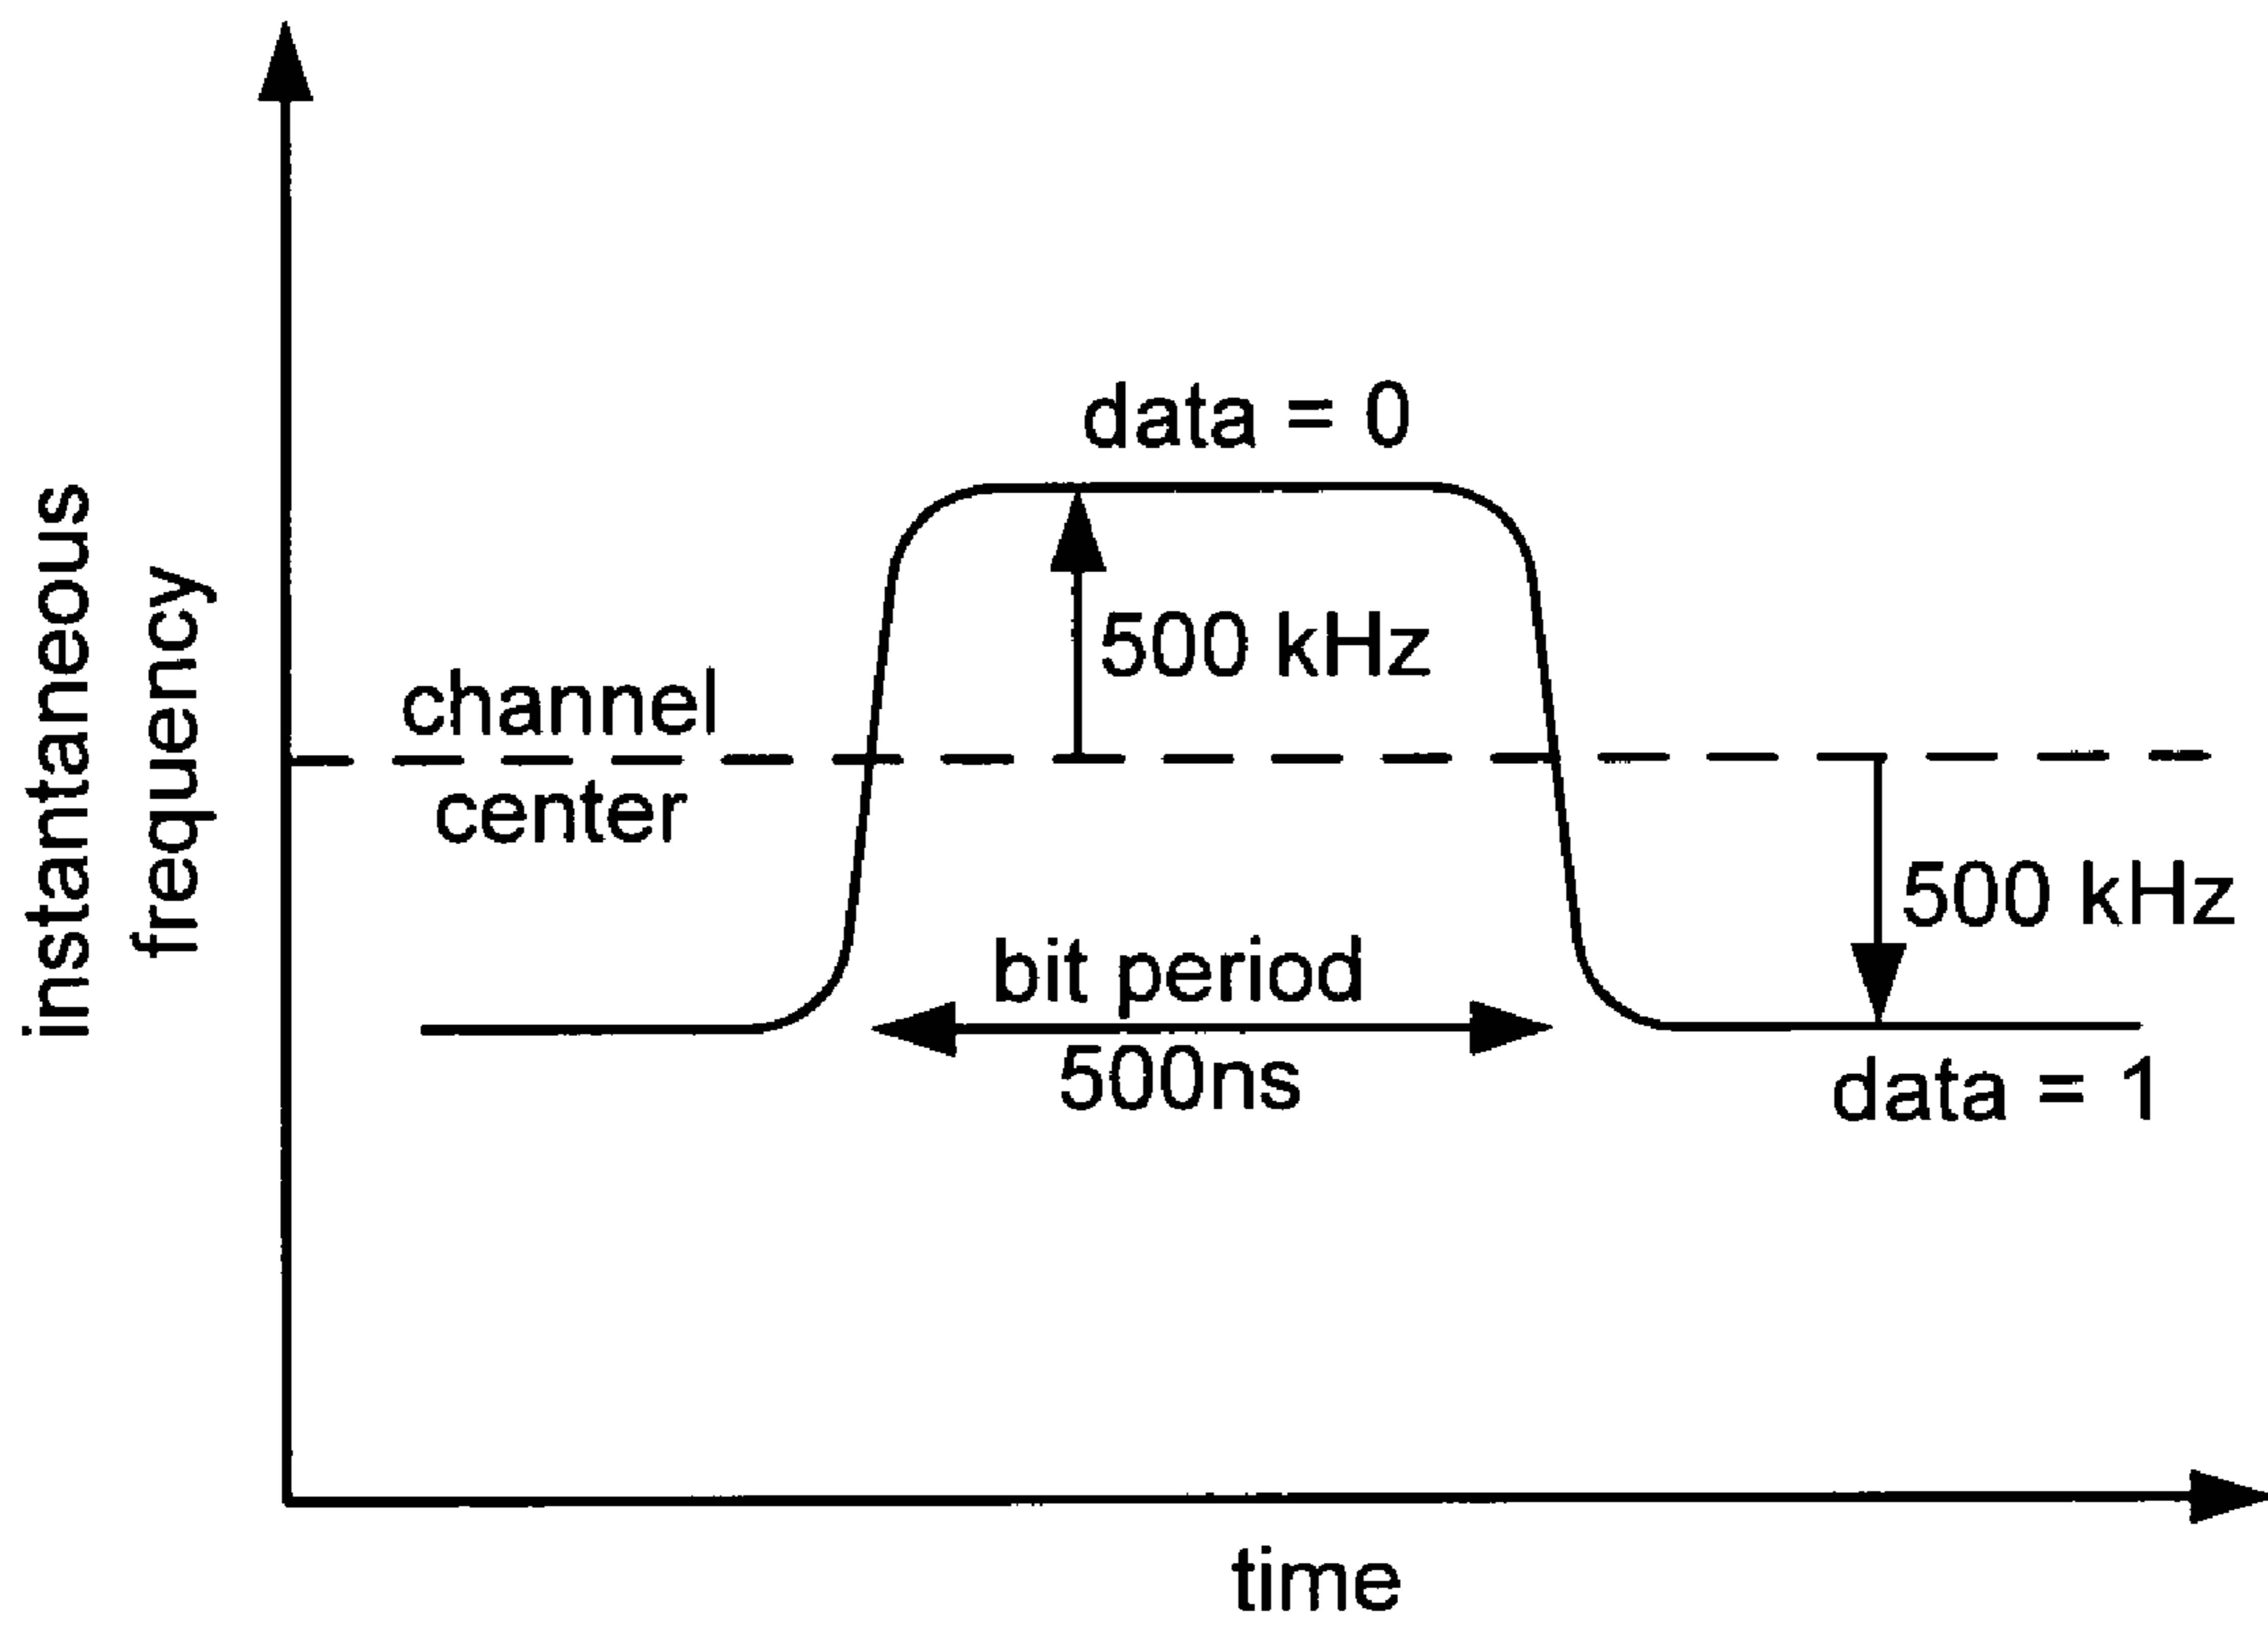 instantaneous
frequency
data = 0
500 kHz
channel
center
500 kHz
bit period
500ns
data = 1
time